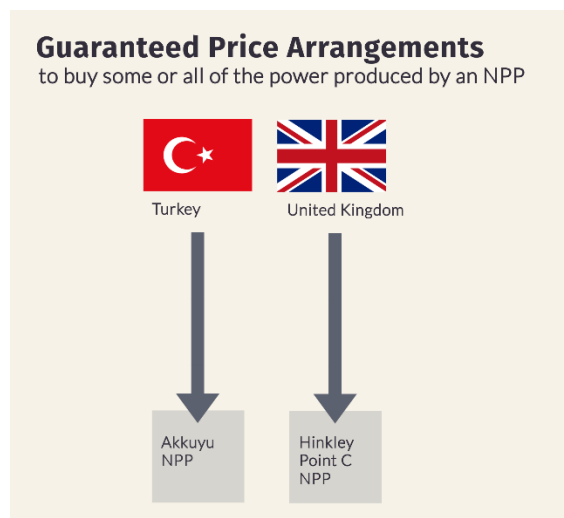 Guaranteed Price Arrangements
to buy some or all of the power produced by an NPP
Turkey
United Kingdom
Akkuyu
NPP
Hinkley
Point C
NPP